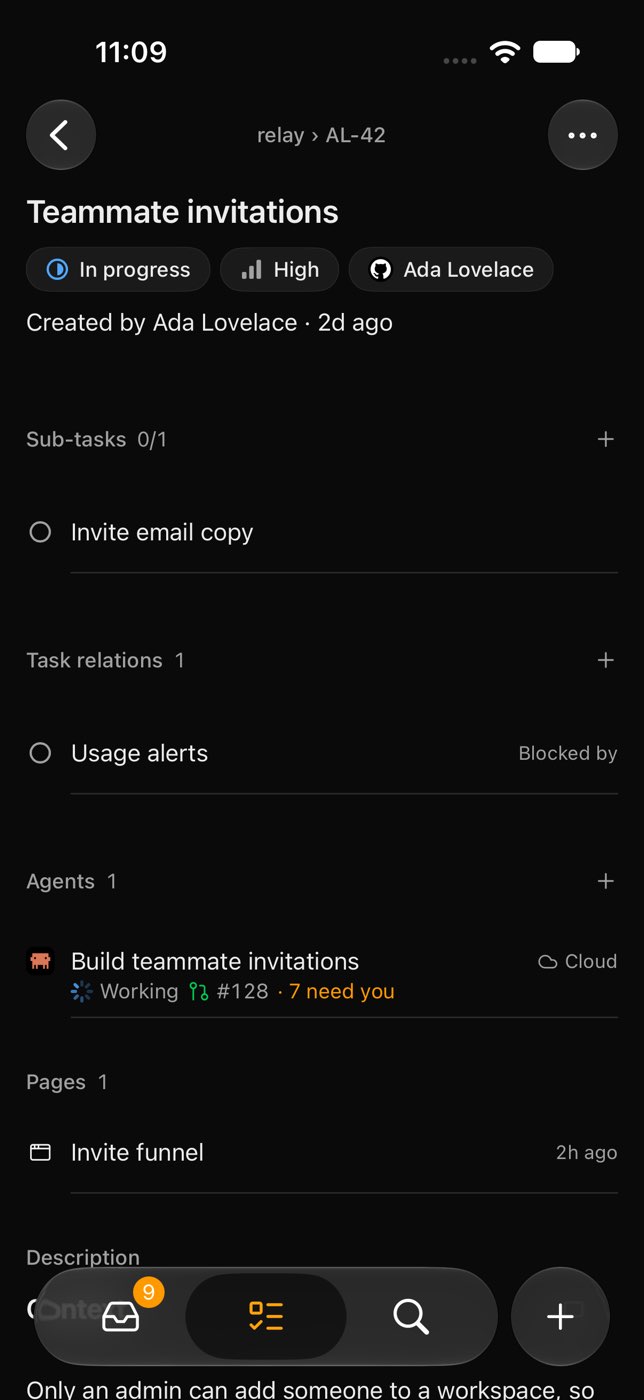 11:09
relay › AL-42
Teammate invitations
In progress
High
Ada Lovelace
Created by Ada Lovelace · 2d ago
Sub-tasks 0/1
Invite email copy
Task relations 1
Usage alerts
Blocked by
Agents 1
Build teammate invitations
Cloud
Working #128 · 7 need you
Pages 1
Invite funnel
2h ago
Description
9
Only an admin can add someone to a workspace, so